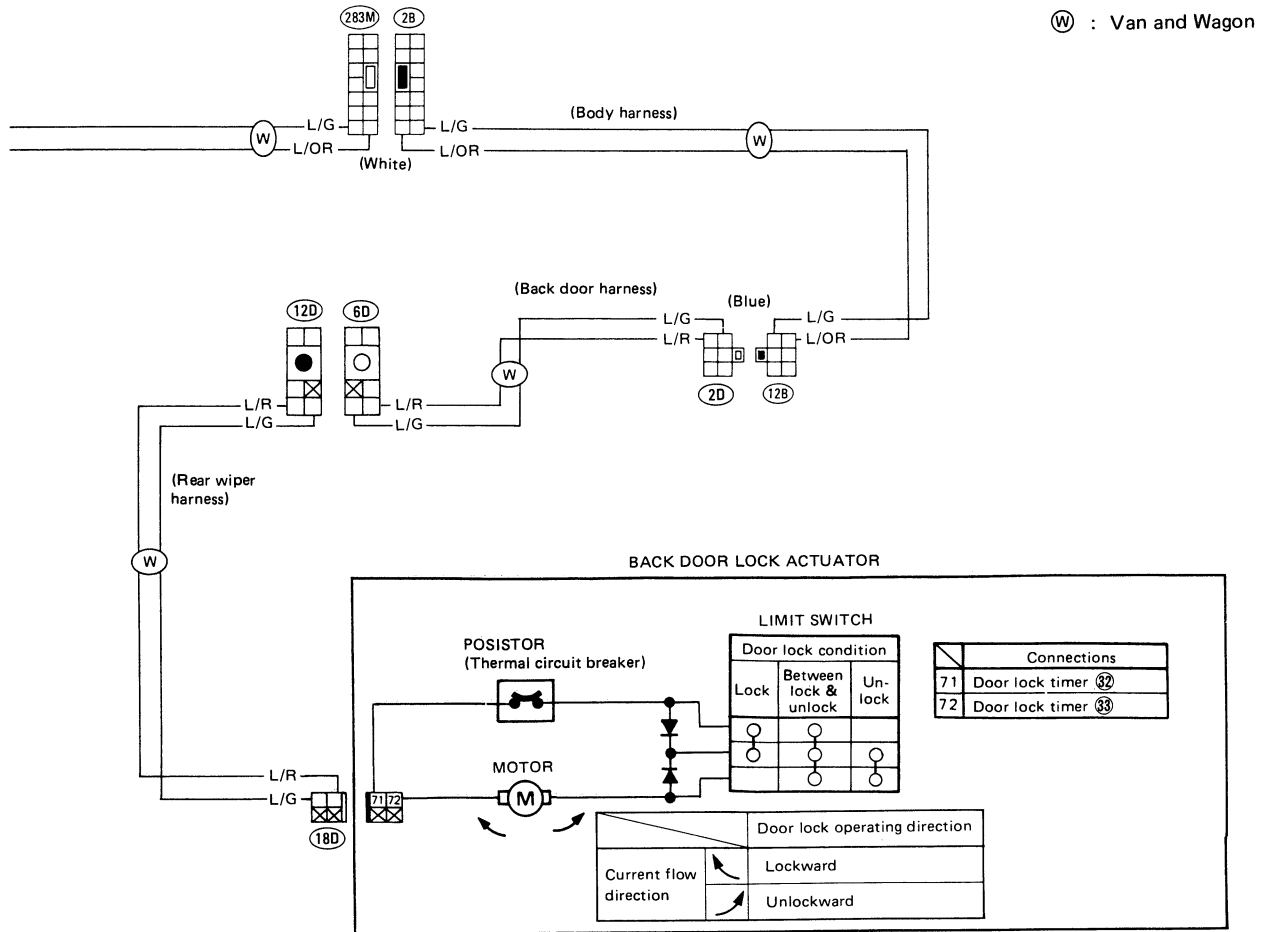 283M 2B
W : Van and Wagon
L/G L/G
(Body harness)
W W
L/OR L/OR
(White)
(Back door harness)
(Blue)
12D 6D
L/G L/G
L/R L/OR
W
2D 12B
L/R L/R
L/G L/G
(Rear wiper
harness)
W
BACK DOOR LOCK ACTUATOR
LIMIT SWITCH
POSISTOR
(Thermal circuit breaker)
Door lock condition
Lock
Between
lock &
unlock
Un-
lock
Connections
71 Door lock timer 32
72 Door lock timer 33
MOTOR
M
L/R
L/G
71 72
18D
Door lock operating direction
Current flow
direction
Lockward
Unlockward